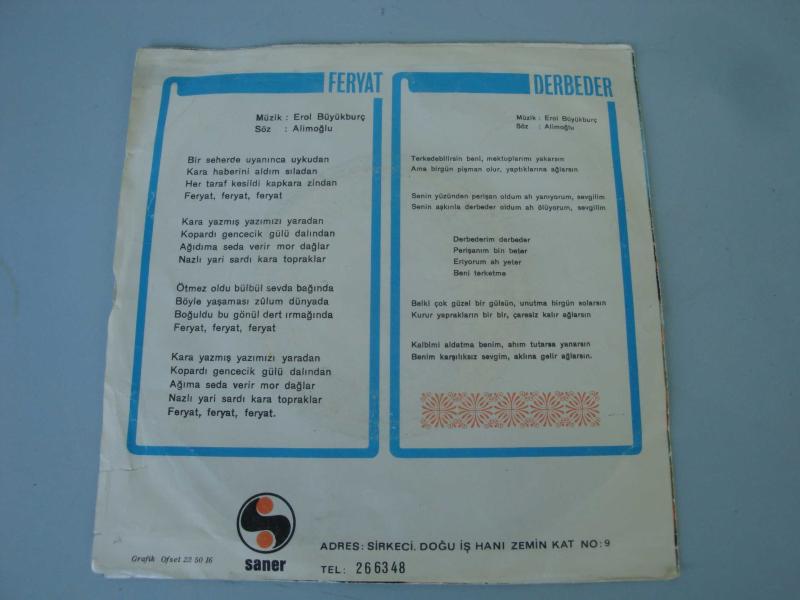 FERYAT
Müzik : Erol Büyükburç
Söz : Alimoğlu
Bir seherde uyanınca uykudan
Kara haberini aldım sıladan
Her taraf kesildi kapkara zindan
Feryat, feryat, feryat
Kara yazmış yazımızı yaradan
Kopardı gencecik gülü dalından
Ağıdıma seda verir mor dağlar
Nazlı yari sardı kara topraklar
Ötmez oldu bülbül sevda bağında
Böyle yaşaması zûlum dünyada
Boğuldu bu gönül dert ırmağında
Feryat, feryat, feryat
Kara yazmış yazımızı yaradan
Kopardı gencecik gülü dalından
Ağıma seda verir mor dağlar
Nazlı yari sardı kara topraklar
Feryat, feryat, feryat.
DERBEDER
Müzik : Erol Büyükburç
Söz : Alimoğlu
Terkedebilirsin beni, mektuplarımı yakarsın
Ama birgün pişman olur, yaptıklarına ağlarsın
Senin yüzünden perişan oldum ah yanıyorum, sevgilim
Senin aşkınla derbeder oldum ah ölüyorum, sevgilim
Derbederim derbeder
Perişanım bin beter
Eriyorum ah yeter
Beni terketme
Belki çok güzel bir gülsün, unutma birgün solarsın
Kurur yaprakların bir bir, çaresiz kalır ağlarsın
Kalbimi aldatma benim, ahım tutarsa yanarsın
Benim karşılıksız sevgim, aklına gelir ağlarsın.
Grafik Ofset 22 50 16
saner
ADRES: SİRKECİ. DOĞU İŞ HANI ZEMİN KAT NO: 9
TEL: 266348